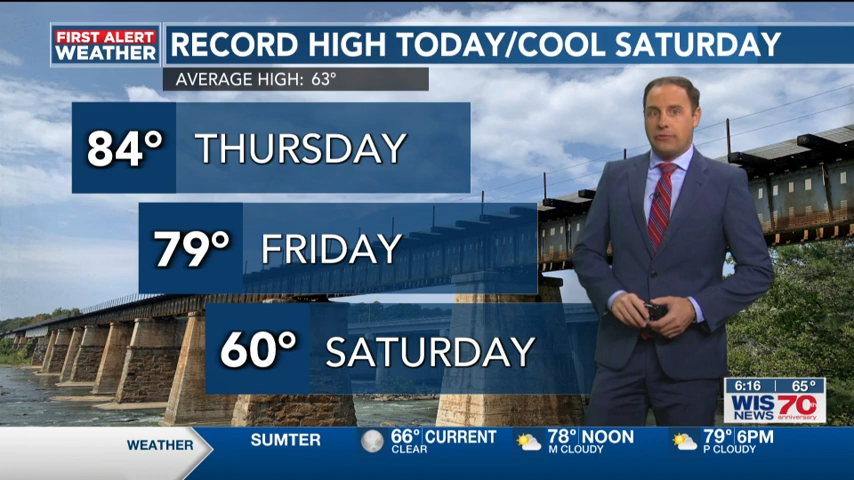 FIRST ALERT
WEATHER
RECORD HIGH TODAY/COOL SATURDAY
AVERAGE HIGH: 63°
84° THURSDAY
79° FRIDAY
60° SATURDAY
6:16 65°
WIS
NEWS
70
anniversary
WEATHER
SUMTER
66° CURRENT
CLEAR
78° NOON
M CLOUDY
79° 6PM
P CLOUDY